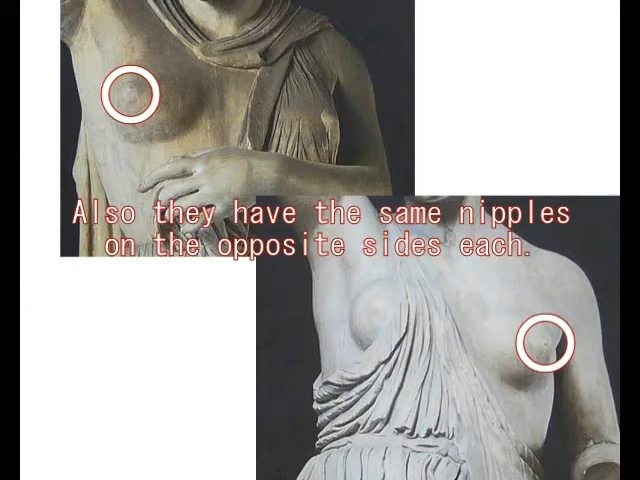 Also they have the same nipples
on the opposite sides each.